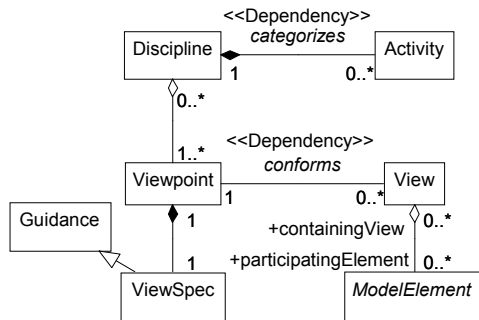 <<Dependency>>
categorizes
Discipline
Activity
1
0..*
0..*
1..*
<<Dependency>>
conforms
Viewpoint
View
1
0..*
Guidance
1
0..*
+containingView
+participatingElement
1
0..*
ViewSpec
ModelElement